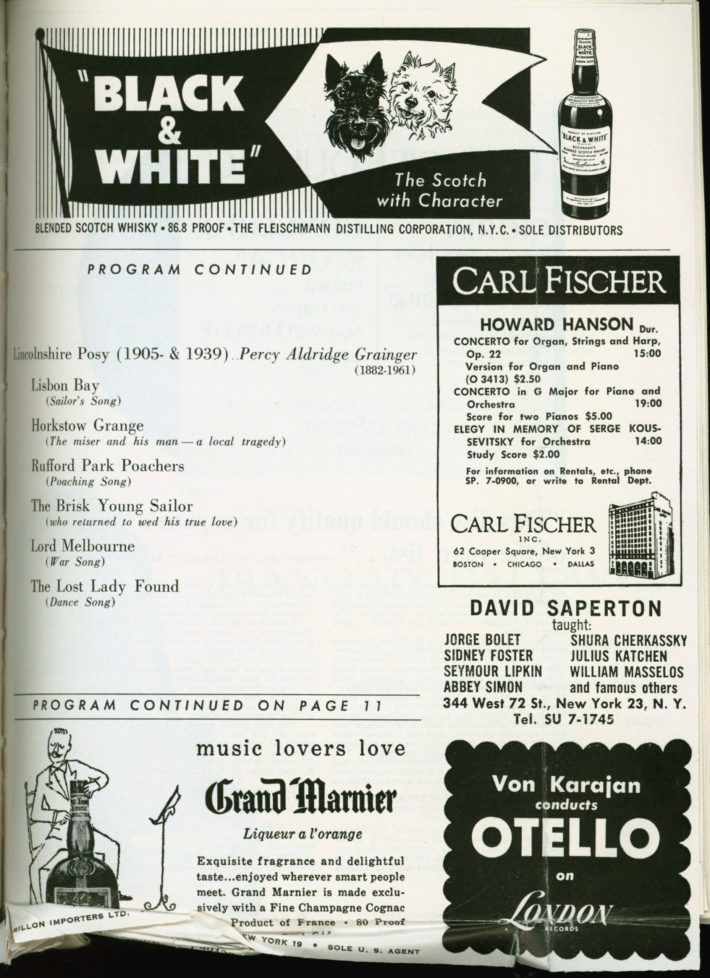 "BLACK
&
WHITE"
The Scotch
with Character
BLACK & WHITE
BLENDED SCOTCH WHISKY • 86.8 PROOF • THE FLEISCHMANN DISTILLING CORPORATION, N.Y.C. • SOLE DISTRIBUTORS
PROGRAM CONTINUED
Lincolnshire Posy (1905- & 1939) . . Percy Aldridge Grainger
(1882-1961)
Lisbon Bay
(Sailor's Song)
Horkstow Grange
(The miser and his man — a local tragedy)
Rufford Park Poachers
(Poaching Song)
The Brisk Young Sailor
(who returned to wed his true love)
Lord Melbourne
(War Song)
The Lost Lady Found
(Dance Song)
PROGRAM CONTINUED ON PAGE 11
CARL FISCHER
HOWARD HANSON Dur.
CONCERTO for Organ, Strings and Harp,
Op. 22 15:00
Version for Organ and Piano
(O 3413) $2.50
CONCERTO in G Major for Piano and
Orchestra 19:00
Score for two Pianos $5.00
ELEGY IN MEMORY OF SERGE KOUS-
SEVITSKY for Orchestra 14:00
Study Score $2.00
For information on Rentals, etc., phone
SP. 7-0900, or write to Rental Dept.
CARL FISCHER
INC.
62 Cooper Square, New York 3
BOSTON • CHICAGO • DALLAS
DAVID SAPERTON
taught:
JORGE BOLET SHURA CHERKASSKY
SIDNEY FOSTER JULIUS KATCHEN
SEYMOUR LIPKIN WILLIAM MASSELOS
ABBEY SIMON and famous others
344 West 72 St., New York 23, N. Y.
Tel. SU 7-1745
music lovers love
Grand Marnier
Liqueur a l'orange
Exquisite fragrance and delightful
taste...enjoyed wherever smart people
meet. Grand Marnier is made exclu-
sively with a Fine Champagne Cognac
Product of France • 80 Proof
RILLON IMPORTERS LTD.
EW YORK 19 • SOLE U. S. AGENT
Von Karajan
conducts
OTELLO
on
LONDON
RECORDS